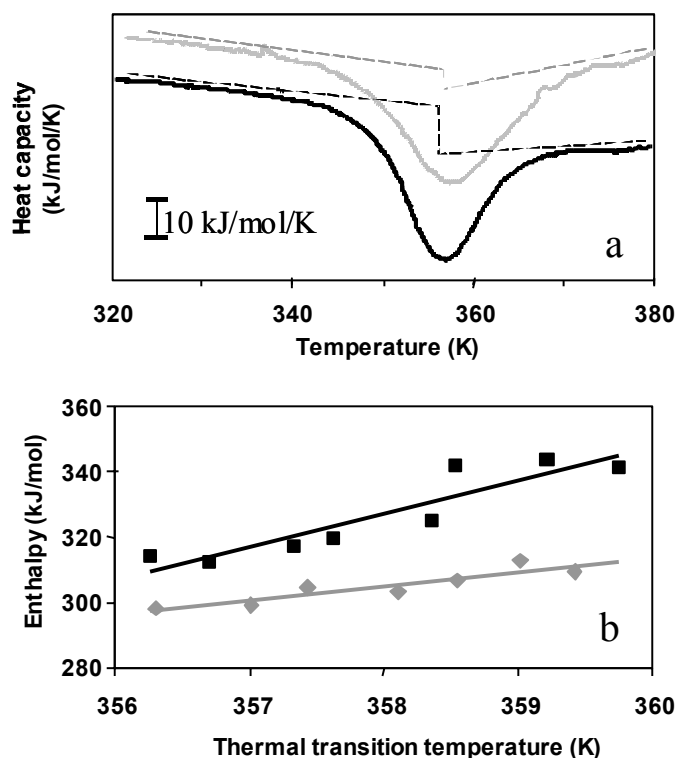 Heat capacity
(kJ/mol/K)
10 kJ/mol/K
a
320
340
360
380
Temperature (K)
360
340
320
300
280
Enthalpy (kJ/mol)
b
356
357
358
359
360
Thermal transition temperature (K)